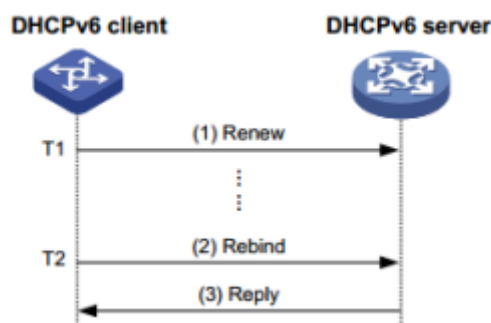 DHCPv6 client DHCPv6 server
(1) Renew
T1
(2) Rebind
T2
(3) Reply